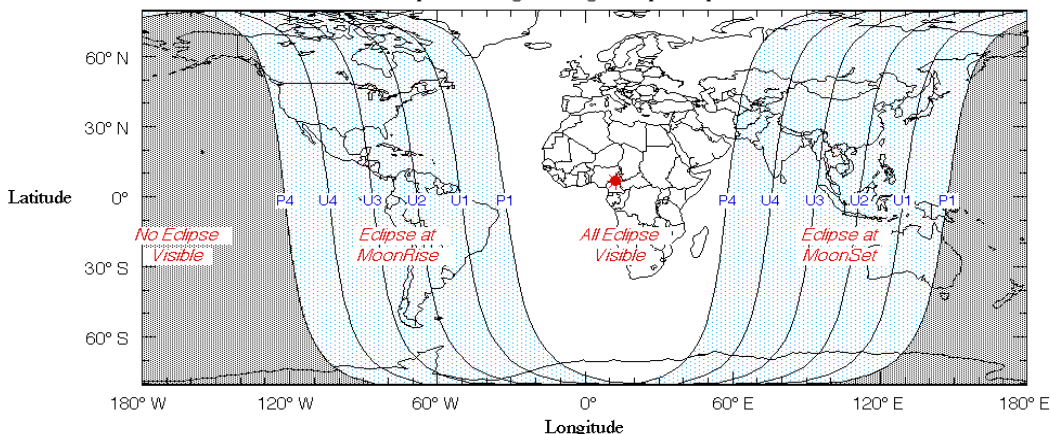 60° N
30° N
Latitude
0°
30° S
60° S
P4 U4 U3 U2 U1 P1 P4 U4 U3 U2 U1 P1
No Eclipse
Visible
Eclipse at
MoonRise
All Eclipse
Visible
Eclipse at
MoonSet
180° W 120° W 60° W 0° 60° E 120° E 180° E
Longitude